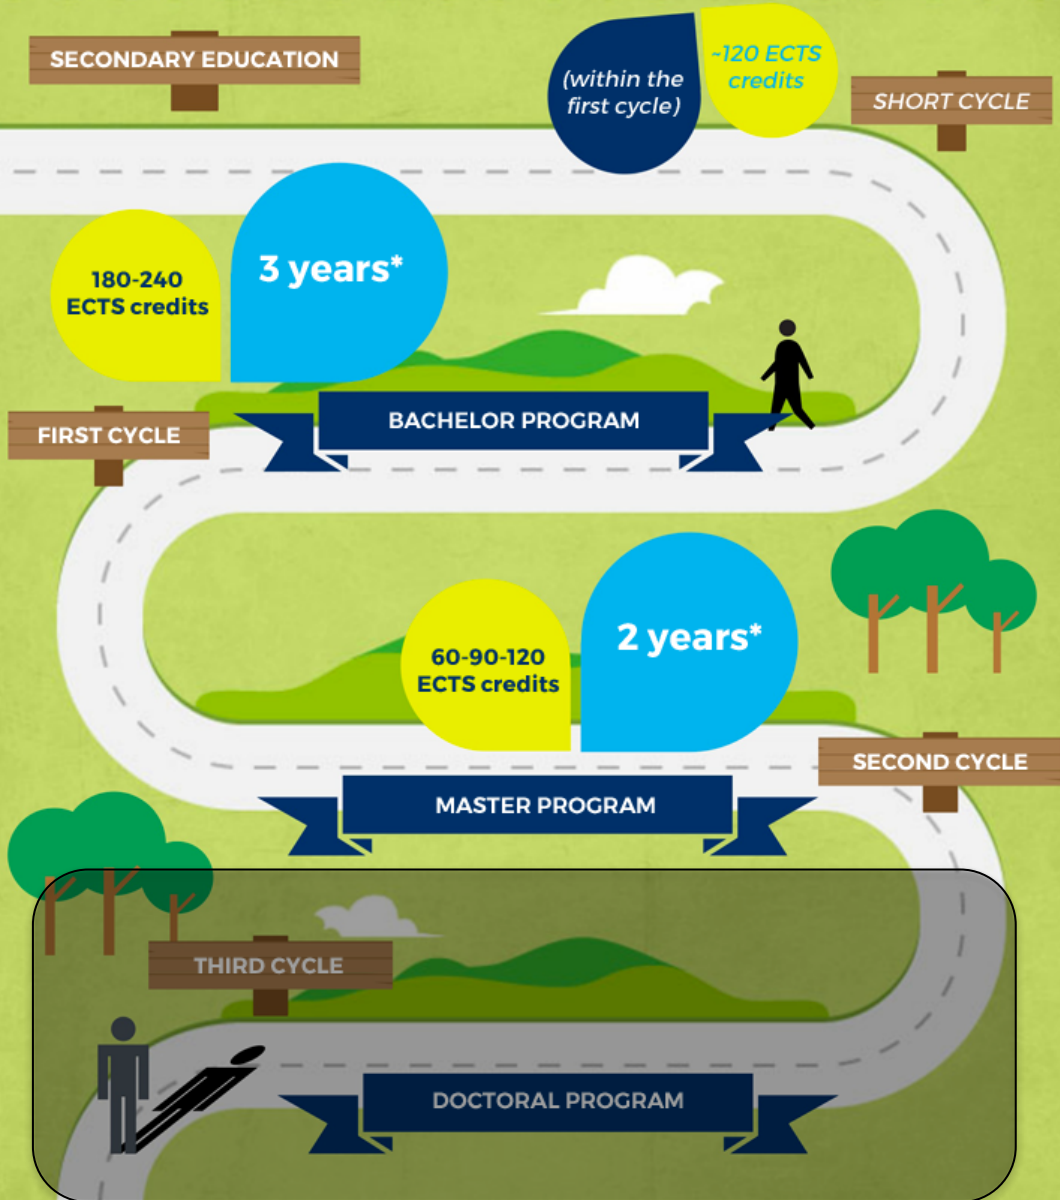 SECONDARY EDUCATION
(within the
first cycle)
~120 ECTS
credits
SHORT CYCLE
180-240
ECTS credits
3 years*
BACHELOR PROGRAM
FIRST CYCLE
60-90-120
ECTS credits
2 years*
SECOND CYCLE
MASTER PROGRAM
THIRD CYCLE
DOCTORAL PROGRAM